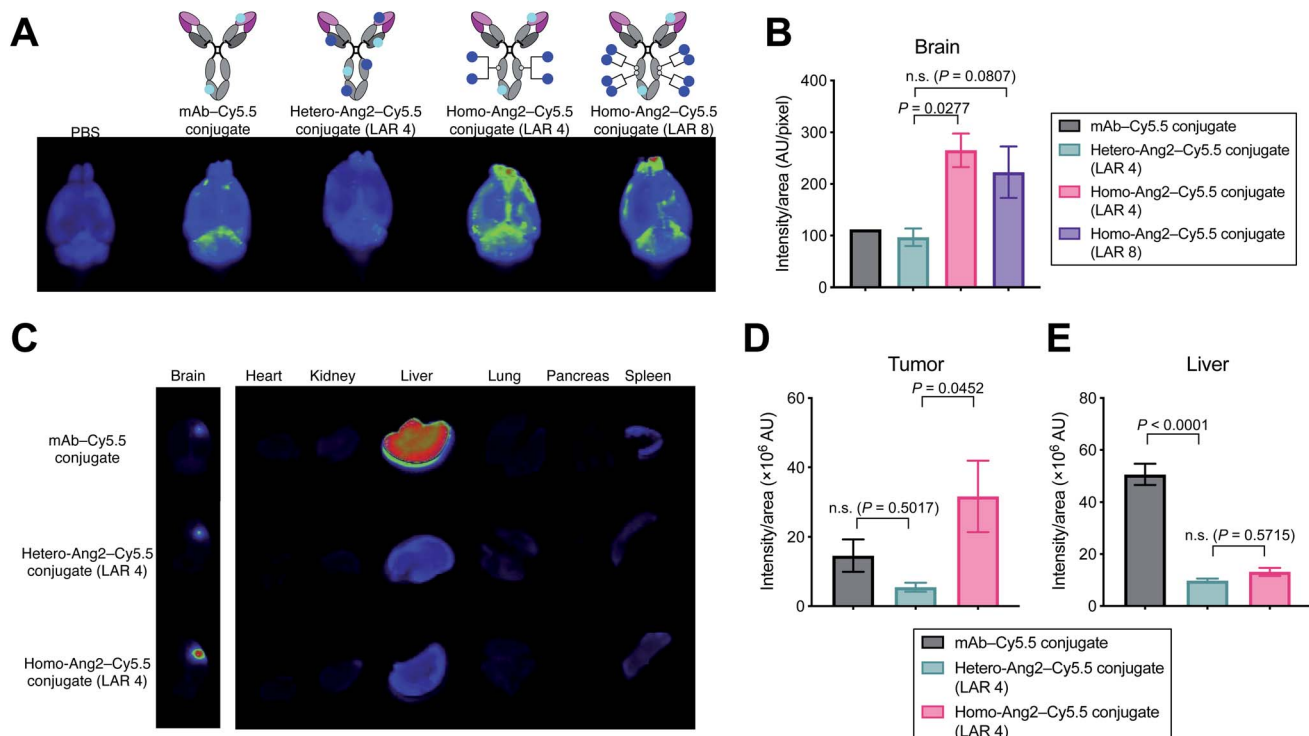 A
PBS
mAb–Cy5.5
conjugate
Hetero-Ang2–Cy5.5
conjugate (LAR 4)
Homo-Ang2–Cy5.5
conjugate (LAR 4)
Homo-Ang2–Cy5.5
conjugate (LAR 8)
B
Brain
n.s. (P = 0.0807)
P = 0.0277
400
300
200
100
0
Intensity/area (AU/pixel)
mAb–Cy5.5 conjugate
Hetero-Ang2–Cy5.5 conjugate
(LAR 4)
Homo-Ang2–Cy5.5 conjugate
(LAR 4)
Homo-Ang2–Cy5.5 conjugate
(LAR 8)
C
Brain Heart Kidney Liver Lung Pancreas Spleen
mAb–Cy5.5
conjugate
Hetero-Ang2–Cy5.5
conjugate (LAR 4)
Homo-Ang2–Cy5.5
conjugate (LAR 4)
D
Tumor
P = 0.0452
n.s. (P = 0.5017)
60
40
20
0
Intensity/area (×10⁶ AU)
E
Liver
P < 0.0001
n.s. (P = 0.5715)
80
60
40
20
0
Intensity/area (×10⁶ AU)
mAb–Cy5.5 conjugate
Hetero-Ang2–Cy5.5 conjugate
(LAR 4)
Homo-Ang2–Cy5.5 conjugate
(LAR 4)